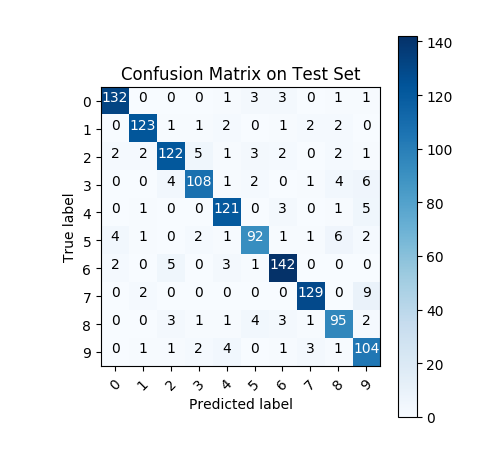 Confusion Matrix on Test Set
0 132 0 0 0 1 3 3 0 1 1
1 0 123 1 1 2 0 1 2 2 0
2 2 2 122 5 1 3 2 0 2 1
3 0 0 4 108 1 2 0 1 4 6
4 0 1 0 0 121 0 3 0 1 5
5 4 1 0 2 1 92 1 1 6 2
6 2 0 5 0 3 1 142 0 0 0
7 0 2 0 0 0 0 0 129 0 9
8 0 0 3 1 1 4 3 1 95 2
9 0 1 1 2 4 0 1 3 1 104
0 1 2 3 4 5 6 7 8 9
Predicted label
True label
140
120
100
80
60
40
20
0